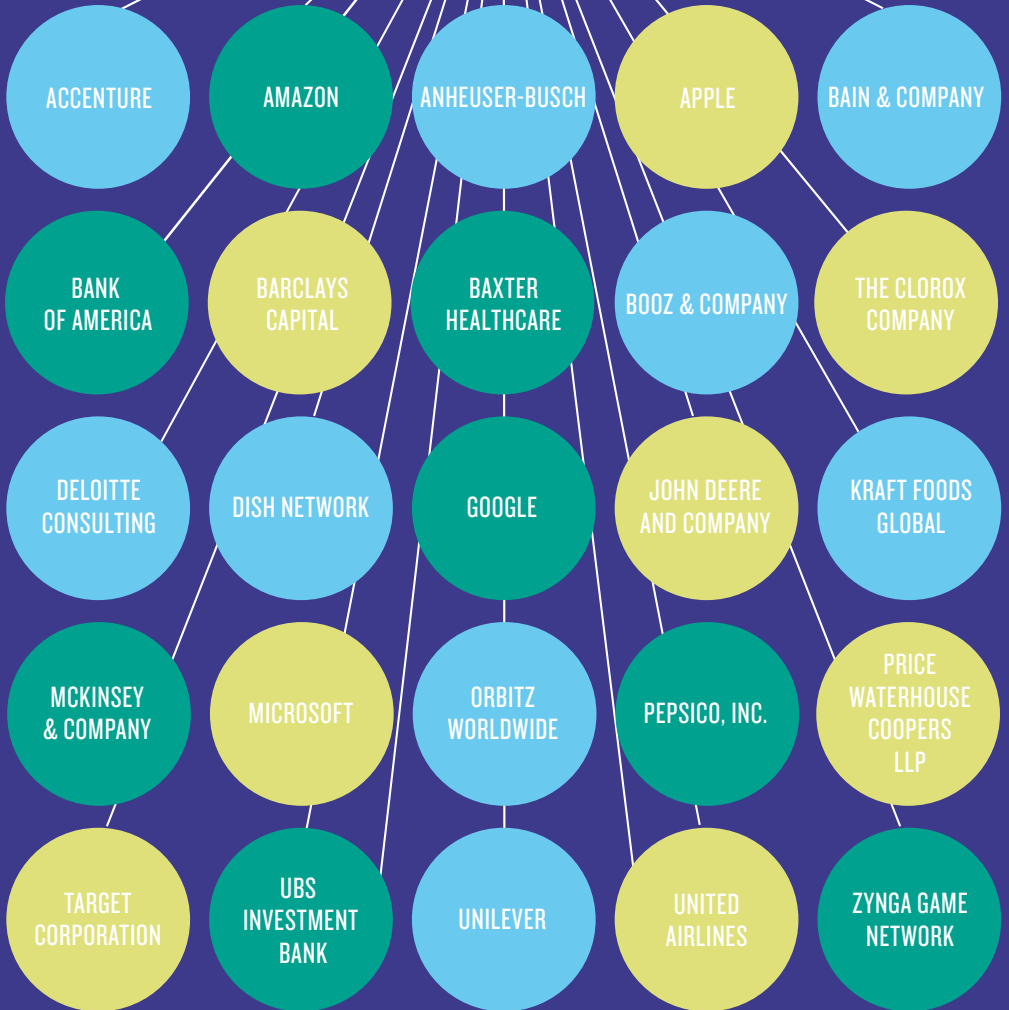 ACCENTURE
AMAZON
ANHEUSER-BUSCH
APPLE
BAIN & COMPANY
BANK
OF AMERICA
BARCLAYS
CAPITAL
BAXTER
HEALTHCARE
BOOZ & COMPANY
THE CLOROX
COMPANY
DELOITTE
CONSULTING
DISH NETWORK
GOOGLE
JOHN DEERE
AND COMPANY
KRAFT FOODS
GLOBAL
MCKINSEY
& COMPANY
MICROSOFT
ORBITZ
WORLDWIDE
PEPSICO, INC.
PRICE
WATERHOUSE
COOPERS
LLP
TARGET
CORPORATION
UBS
INVESTMENT
BANK
UNILEVER
UNITED
AIRLINES
ZYNGA GAME
NETWORK